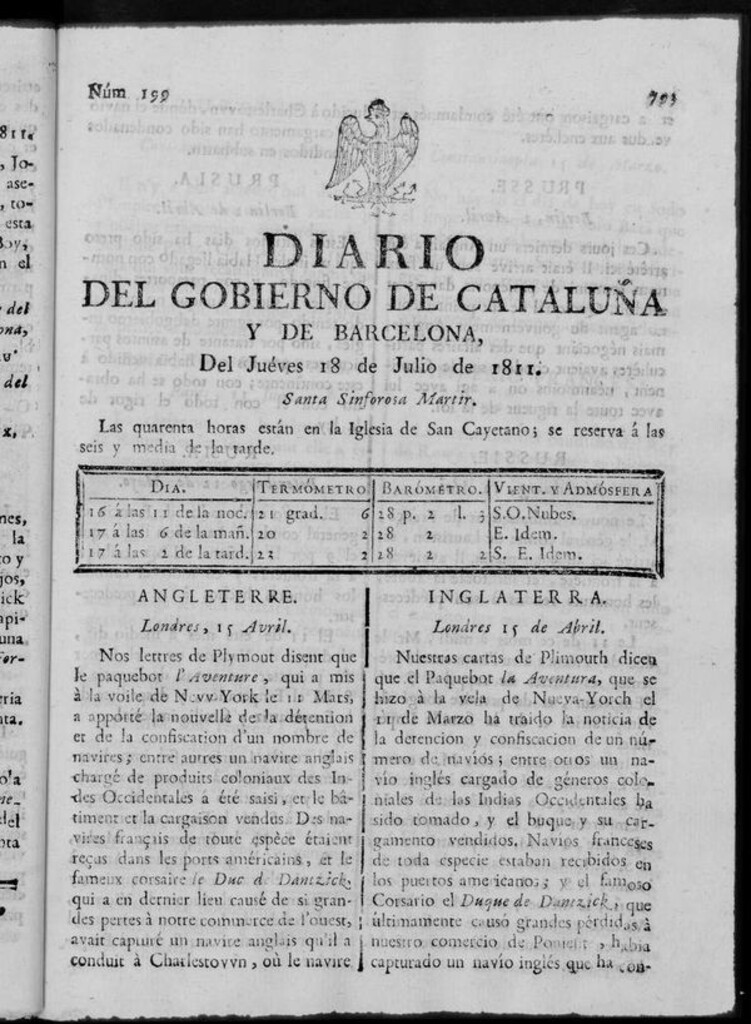 Núm 199
793
DIARIO
DEL GOBIERNO DE CATALUÑA
Y DE BARCELONA,
Del Juéves 18 de Julio de 1811.
Santa Sinforosa Martir.
Las quarenta horas están en la Iglesia de San Cayetano; se reserva á las
seis y media de la tarde.
DIA. TERMÓMETRO BARÓMETRO. VIENT. Y ADMÓSFERA
16 á las 11 de la noc. 21 grad. 6 28 p. 2 l. 3 S.O.Nubes.
17 á las 6 de la mañ. 20 2 28 2 E. Idem.
17 á las 2 de la tard. 23 2 28 2 2 S. E. Idem.
ANGLETERRE.
Londres, 15 Avril.
Nos lettres de Plymout disent que
le paquebot l'Aventure, qui a mis
à la voile de Nevv-York le 11 Mars,
a apporté la nouvelle de la détention
et de la confiscation d'un nombre de
navires; entre autres un navire anglais
chargé de produits coloniaux des In-
des Occidentales a été saisi, et le bâ-
timent et la cargaison vendus. Des na-
vires français de toute espèce étaient
reçus dans les ports américains, et le
fameux corsaire le Duc de Dantzick,
qui a en dernier lieu causé de si gran-
des pertes à notre commerce de l'ouest,
avait capturé un navire anglais qu'il a
conduit à Charlestovvn, où le navire
INGLATERRA.
Londres 15 de Abril.
Nuestras cartas de Plimouth dicen
que el Paquebot la Aventura, que se
hizo à la vela de Nueva-Yorch el
11 de Marzo ha traido la noticia de
la detencion y confiscacion de un nú-
mero de navíos; entre otros un na-
vío inglés cargado de géneros colo-
niales de las Indias Occidentales ha
sido tomado, y el buque y su car-
gamento vendidos. Navíos franceses
de toda especie estaban recibidos en
los puertos americanos; y el famoso
Corsario el Duque de Dantzick, que
últimamente causó grandes pérdidas à
nuestro comercio de Ponient, habia
capturado un navío inglés que ha con-